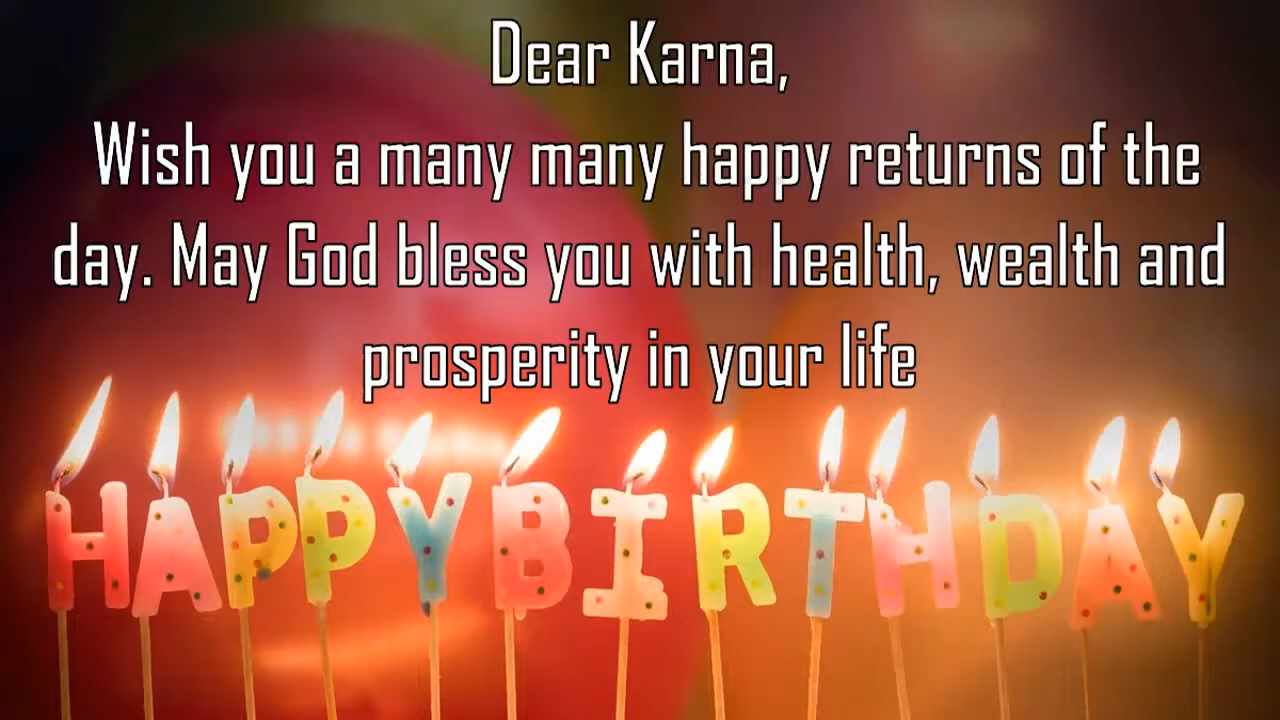 Dear Karna,
Wish you a many many happy returns of the
day. May God bless you with health, wealth and
prosperity in your life
HAPPYBIRTHDAY